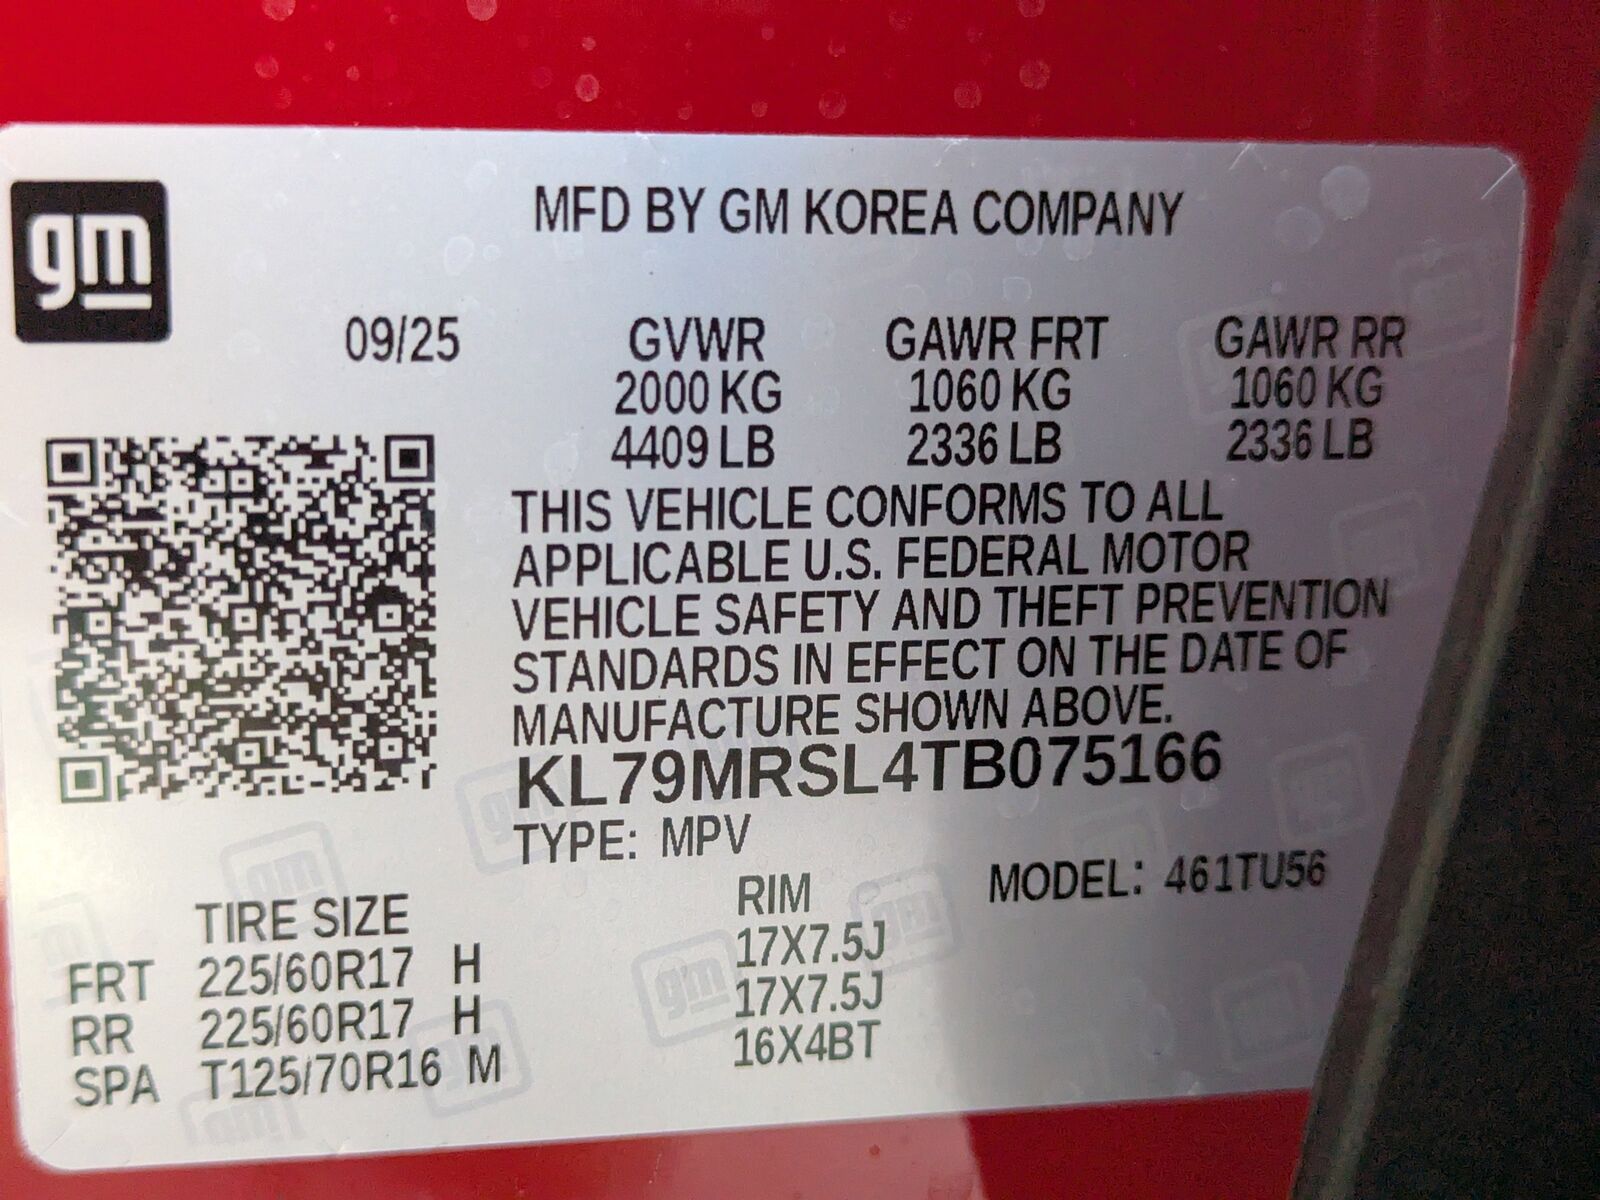 gm
MFD BY GM KOREA COMPANY
09/25 GVWR GAWR FRT GAWR RR
2000 KG 1060 KG 1060 KG
4409 LB 2336 LB 2336 LB
THIS VEHICLE CONFORMS TO ALL
APPLICABLE U.S. FEDERAL MOTOR
VEHICLE SAFETY AND THEFT PREVENTION
STANDARDS IN EFFECT ON THE DATE OF
MANUFACTURE SHOWN ABOVE.
KL79MRSL4TB075166
TYPE: MPV
MODEL: 461TU56
TIRE SIZE RIM
FRT 225/60R17 H 17X7.5J
RR 225/60R17 H 17X7.5J
SPA T125/70R16 M 16X4BT